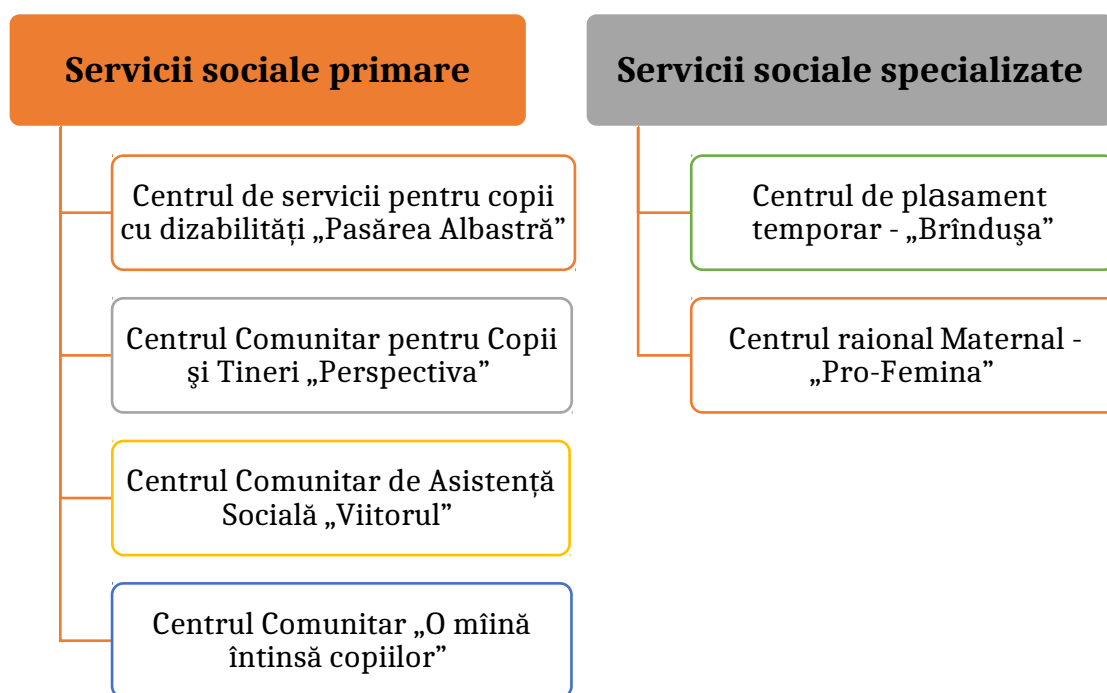 Servicii sociale primare
Centrul de servicii pentru copii
cu dizabilități „Pasărea Albastră”
Centrul Comunitar pentru Copii
şi Tineri „Perspectiva”
Centrul Comunitar de Asistență
Socială „Viitorul”
Centrul Comunitar „O mîină
întinsă copiilor”
Servicii sociale specializate
Centrul de plasament
temporar - „Brînduşa”
Centrul raional Maternal -
„Pro-Femina”